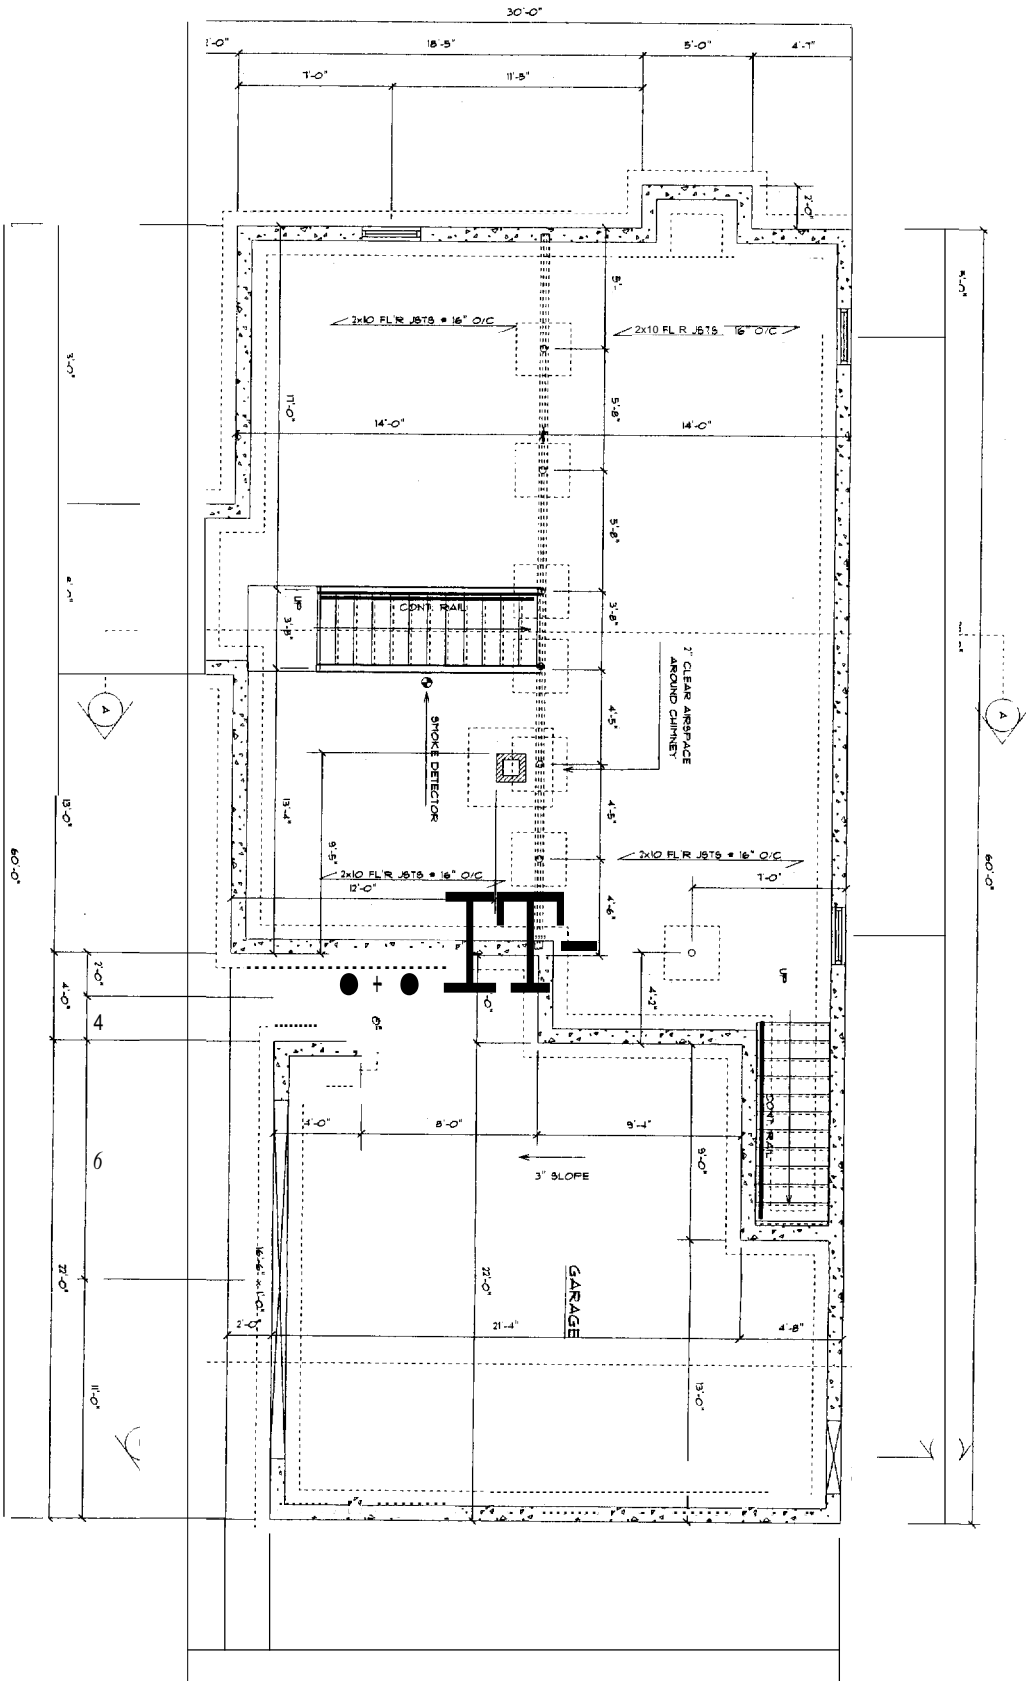 30'-0"
18'-5"
5'-0"
7'-0"
11'-5"
2'-0"
2x10 FL'R JSTS @ 16" O/C
2x10 FL R JSTS 16" O/C
3'-0"
17'-0"
5'-8"
14'-0"
14'-0"
5'-8"
UP
3'-8"
CONT. RAIL
3'-8"
2" CLEAR AIRSPACE
AROUND CHIMNEY
A
A
SMOKE DETECTOR
4'-5"
4'-5"
13'-0"
13'-4"
9'-5"
60'-0"
60'-0"
2x10 FL'R JSTS @ 16" O/C
2x10 FL'R JSTS @ 16" O/C
12'-0"
7'-0"
4'-6"
2'-0"
4'-0"
4
4'-2"
UP
4'-0"
8'-0"
9'-4"
CONT. RAIL
9'-0"
6
3" SLOPE
22'-0"
22'-0"
GARAGE
2'-0"
21'-4"
4'-8"
11'-0"
13'-0"